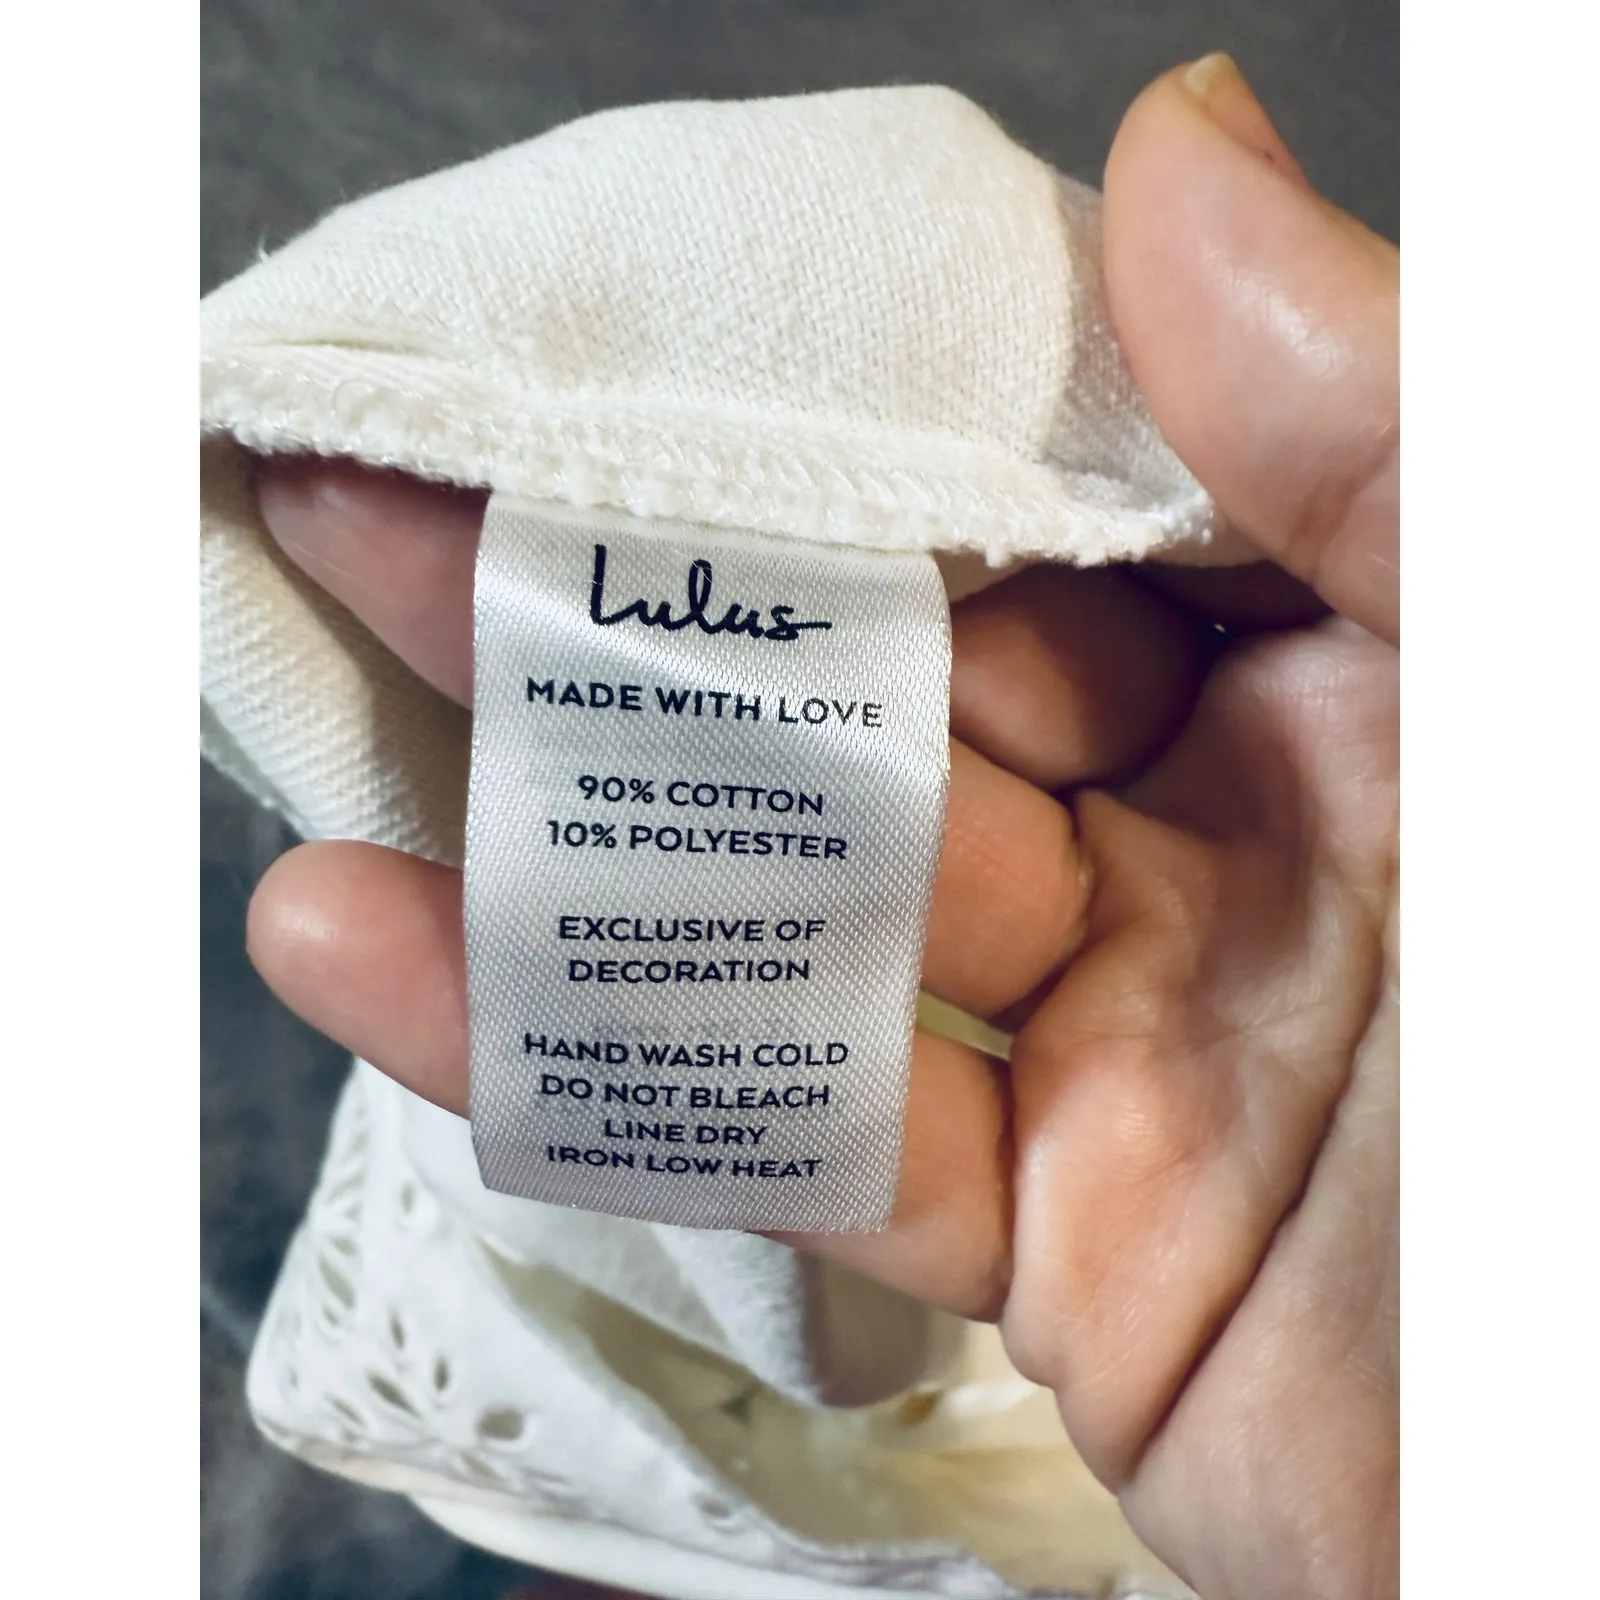 Lulus
MADE WITH LOVE
90% COTTON
10% POLYESTER
EXCLUSIVE OF
DECORATION
HAND WASH COLD
DO NOT BLEACH
LINE DRY
IRON LOW HEAT